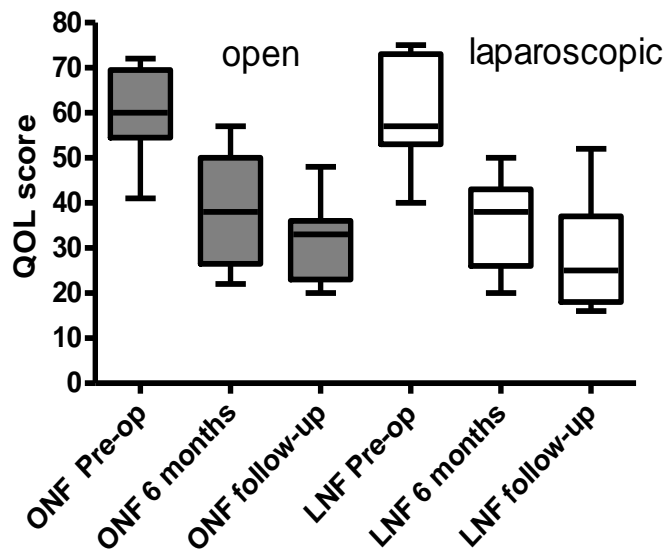 open
laparoscopic
QOL score
80
70
60
50
40
30
20
10
0
ONF Pre-op
ONF 6 months
ONF follow-up
LNF Pre-op
LNF 6 months
LNF follow-up